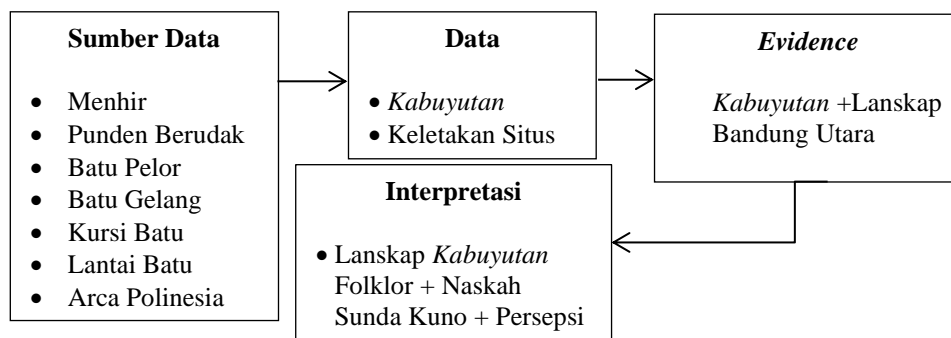 Sumber Data
• Menhir
• Punden Berudak
• Batu Pelor
• Batu Gelang
• Kursi Batu
• Lantai Batu
• Arca Polinesia
Data
• Kabuyutan
• Keletakan Situs
Evidence
Kabuyutan +Lanskap
Bandung Utara
Interpretasi
• Lanskap Kabuyutan
Folklor + Naskah
Sunda Kuno + Persepsi